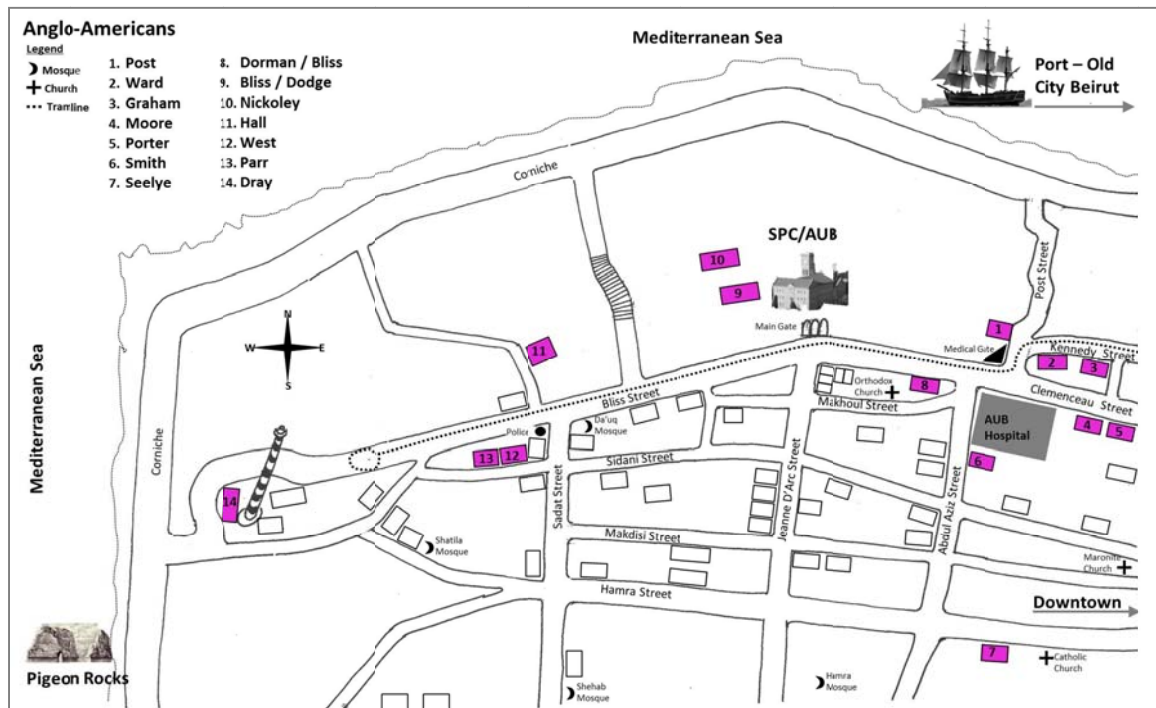 Anglo-Americans
Legend
Mosque
Church
Tramline
1. Post
2. Ward
3. Graham
4. Moore
5. Porter
6. Smith
7. Seelye
8. Dorman / Bliss
9. Bliss / Dodge
10. Nickoley
11. Hall
12. West
13. Parr
14. Dray
Mediterranean Sea
Port – Old
City Beirut
Corniche
SPC/AUB
10
9
Main Gate
Post Street
1
Medical Gate
Kennedy Street
2
3
Clemenceau Street
N
W
E
S
11
Bliss Street
Orthodox
Church
8
Makhoul Street
AUB
Hospital
4
5
6
Police
Da'uq
Mosque
13
12
Sidani Street
Mediterranean Sea
Corniche
14
Sadat Street
Jeanne D'Arc Street
Abdul Aziz Street
Shatila
Mosque
Makdisi Street
Maronite
Church
Hamra Street
Downtown
7
Catholic
Church
Pigeon Rocks
Shehab
Mosque
Hamra
Mosque